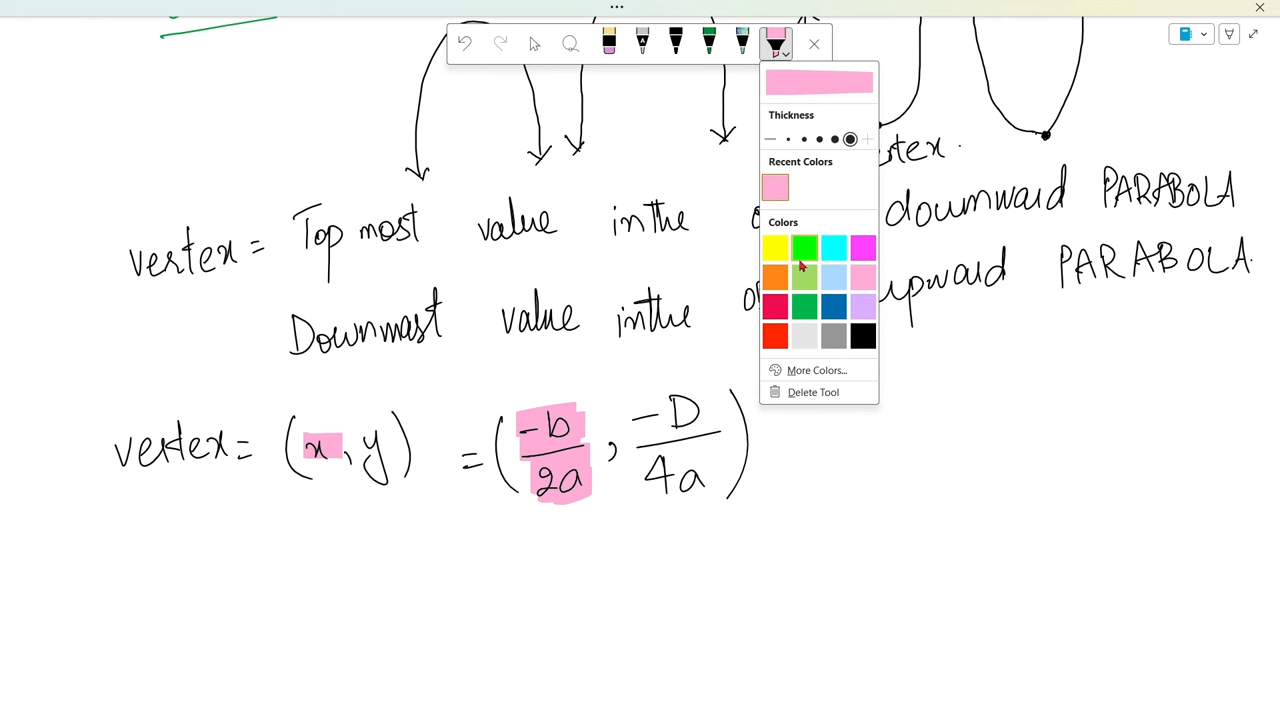 Thickness
Recent Colors
Colors
More Colors...
Delete Tool
vertex = Top most value in the downward PARABOLA
Downmost value in the upward PARABOLA.
vertex = (x, y) = (-b/2a, -D/4a)